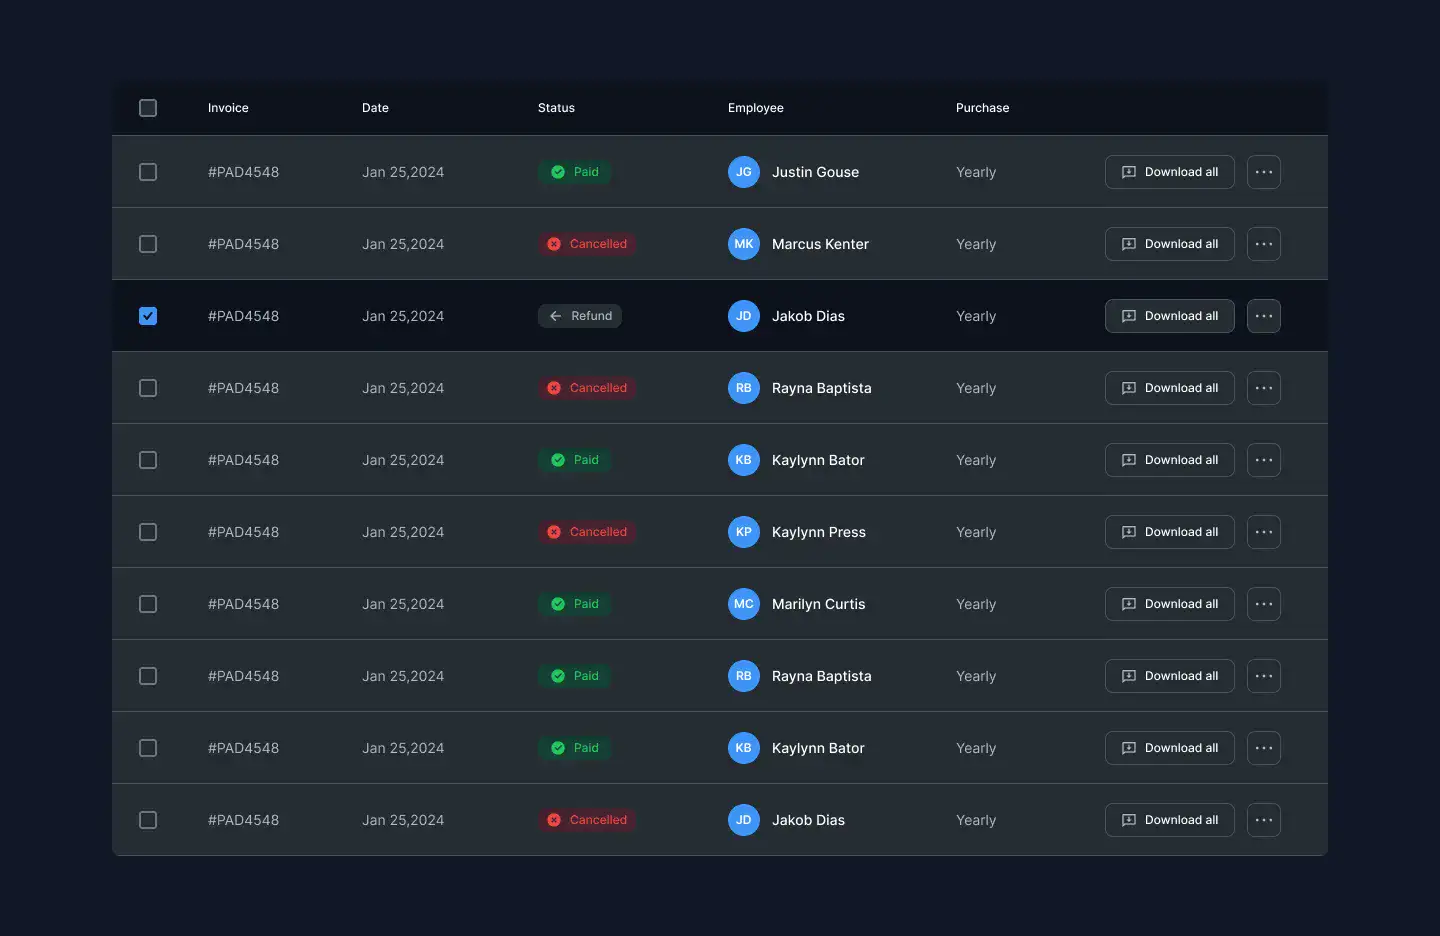 Invoice Date Status Employee Purchase
#PAD4548 Jan 25,2024 Paid JG Justin Gouse Yearly Download all
#PAD4548 Jan 25,2024 Cancelled MK Marcus Kenter Yearly Download all
#PAD4548 Jan 25,2024 Refund JD Jakob Dias Yearly Download all
#PAD4548 Jan 25,2024 Cancelled RB Rayna Baptista Yearly Download all
#PAD4548 Jan 25,2024 Paid KB Kaylynn Bator Yearly Download all
#PAD4548 Jan 25,2024 Cancelled KP Kaylynn Press Yearly Download all
#PAD4548 Jan 25,2024 Paid MC Marilyn Curtis Yearly Download all
#PAD4548 Jan 25,2024 Paid RB Rayna Baptista Yearly Download all
#PAD4548 Jan 25,2024 Paid KB Kaylynn Bator Yearly Download all
#PAD4548 Jan 25,2024 Cancelled JD Jakob Dias Yearly Download all